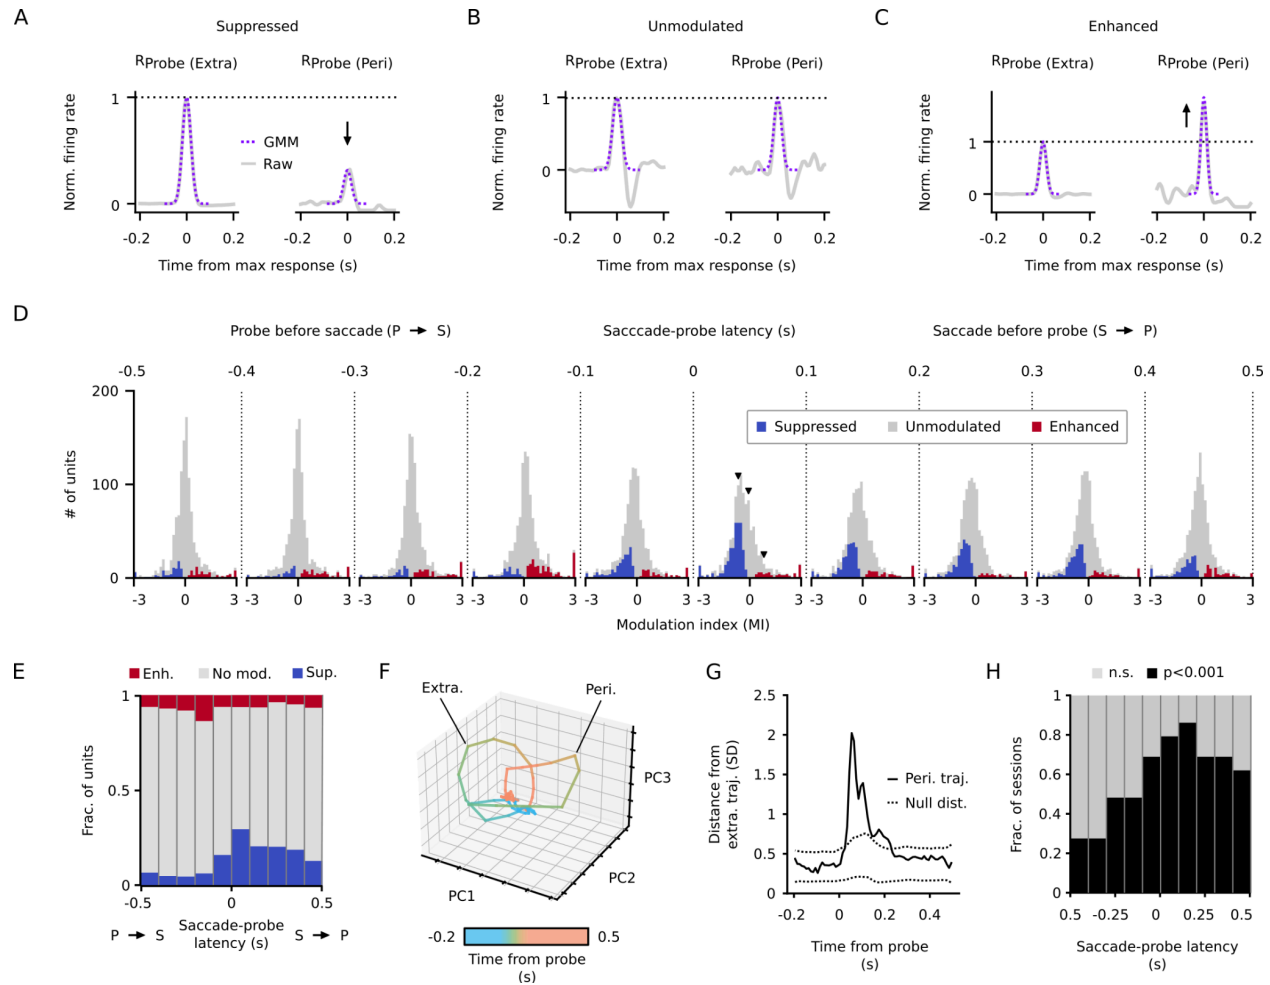 A
Suppressed
RProbe (Extra)
RProbe (Peri)
Norm. firing rate
1
0
GMM
Raw
-0.2 0 0.2
-0.2 0 0.2
Time from max response (s)
B
Unmodulated
RProbe (Extra)
RProbe (Peri)
Norm. firing rate
1
0
-0.2 0 0.2
-0.2 0 0.2
Time from max response (s)
C
Enhanced
RProbe (Extra)
RProbe (Peri)
Norm. firing rate
1
0
-0.2 0 0.2
-0.2 0 0.2
Time from max response (s)
D
Probe before saccade (P → S)
Sacccade-probe latency (s)
Saccade before probe (S → P)
-0.5 -0.4 -0.3 -0.2 -0.1 0 0.1 0.2 0.3 0.4 0.5
200
100
0
# of units
Suppressed Unmodulated Enhanced
-3 0 3 -3 0 3 -3 0 3 -3 0 3 -3 0 3 -3 0 3 -3 0 3 -3 0 3 -3 0 3 -3 0 3
Modulation index (MI)
E
Enh. No mod. Sup.
Frac. of units
1
0.5
0
-0.5 0 0.5
Saccade-probe
latency (s)
P → S
S → P
F
Extra.
Peri.
PC1
PC2
PC3
-0.2 0.5
Time from probe
(s)
G
Distance from
extra. traj. (SD)
2.5
2
1.5
1
0.5
0
Peri. traj.
Null dist.
-0.2 0 0.2 0.4
Time from probe
(s)
H
n.s. p<0.001
Frac. of sessions
1
0.8
0.6
0.4
0.2
0
0.5 -0.25 0 0.25 0.5
Saccade-probe latency
(s)